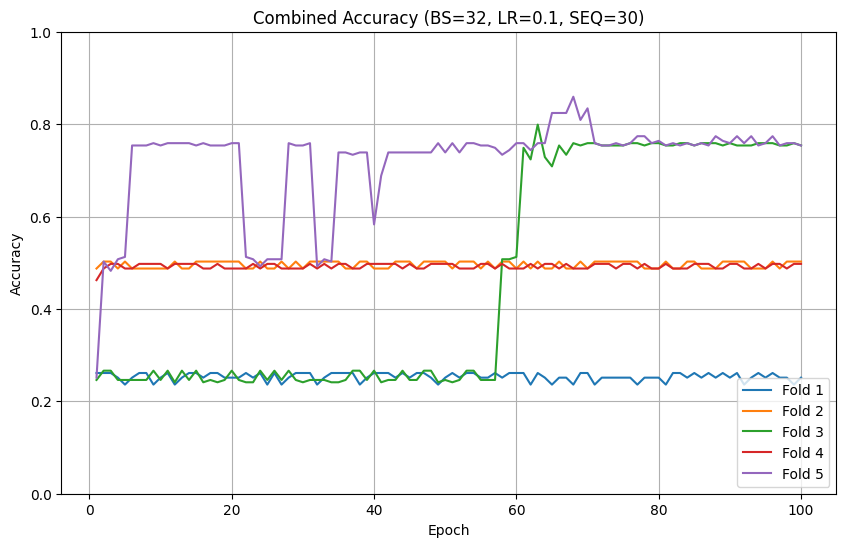 Combined Accuracy (BS=32, LR=0.1, SEQ=30)
1.0
0.8
0.6
0.4
0.2
0.0
Accuracy
0
20
40
60
80
100
Epoch
Fold 1
Fold 2
Fold 3
Fold 4
Fold 5